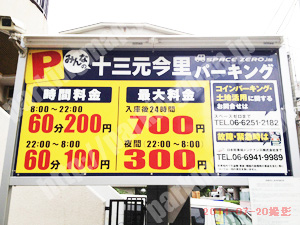 P みんなの 十三元今里パーキング
SPACE ZERO
時間料金
8:00～22:00
60分200円
22:00～8:00
60分100円
最大料金
入庫後24時間
700円
夜間 22:00～8:00
300円
コインパーキング・
土地活用に関する
お問合せは
TEL.06-6251-2182
故障・緊急時は
TEL.06-6941-9989